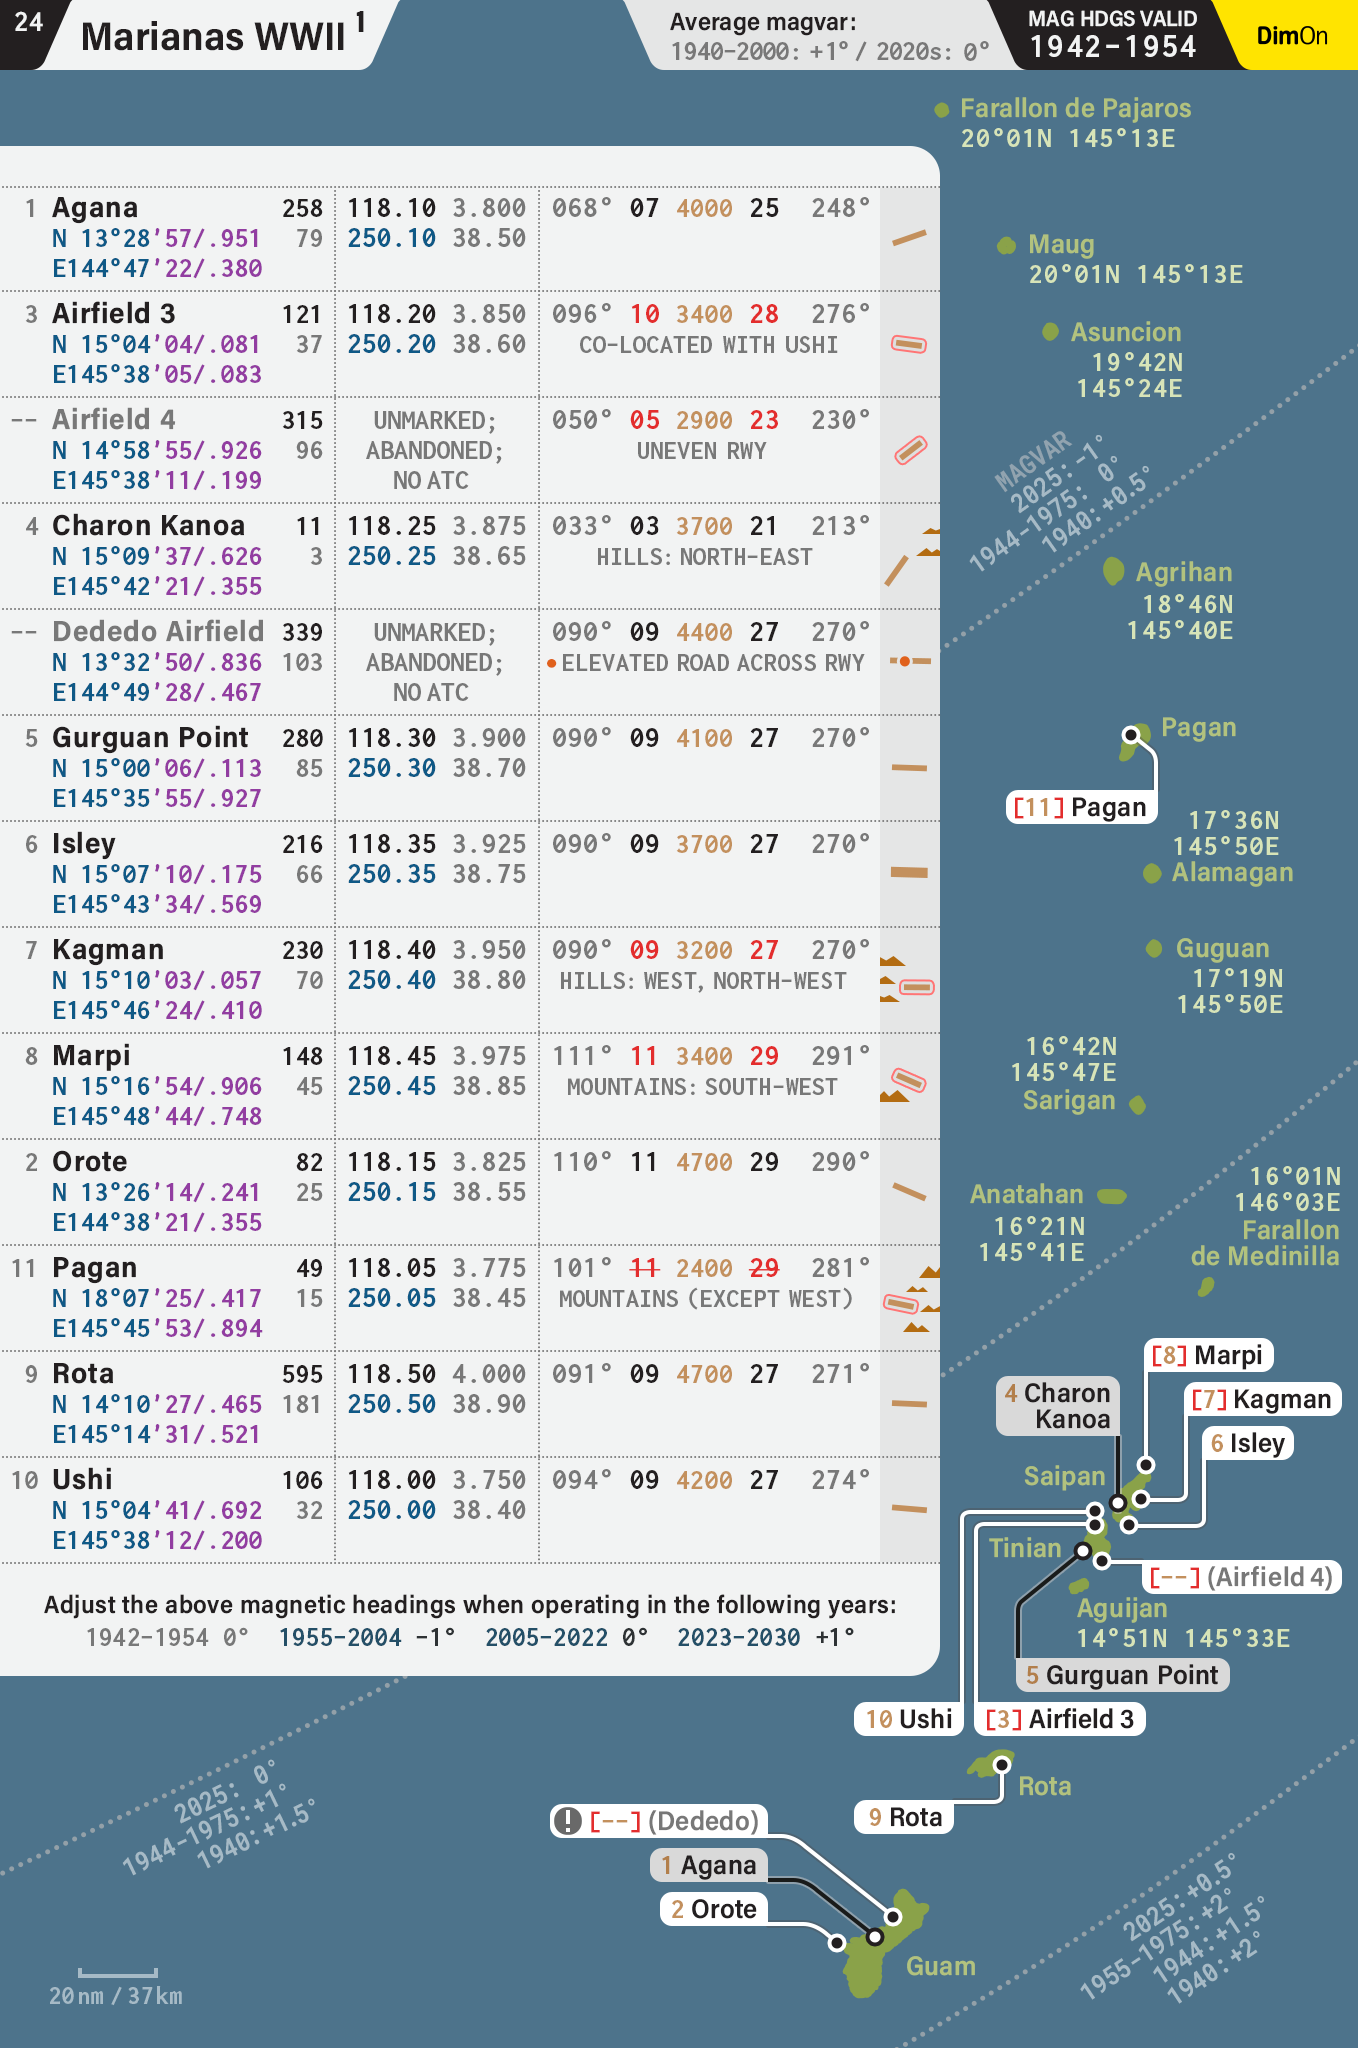 24
Marianas WWII 1
Average magvar:
1940–2000: +1° / 2020s: 0°
MAG HDGS VALID
1942–1954
DimOn
1 Agana 258 118.10 3.800 068° 07 4000 25 248°
N 13°28'57/.951 79 250.10 38.50
E144°47'22/.380
3 Airfield 3 121 118.20 3.850 096° 10 3400 28 276°
N 15°04'04/.081 37 250.20 38.60 CO-LOCATED WITH USHI
E145°38'05/.083
-- Airfield 4 315 UNMARKED; 050° 05 2900 23 230°
N 14°58'55/.926 96 ABANDONED; UNEVEN RWY
E145°38'11/.199 NO ATC
4 Charon Kanoa 11 118.25 3.875 033° 03 3700 21 213°
N 15°09'37/.626 3 250.25 38.65 HILLS: NORTH-EAST
E145°42'21/.355
-- Dededo Airfield 339 UNMARKED; 090° 09 4400 27 270°
N 13°32'50/.836 103 ABANDONED; ELEVATED ROAD ACROSS RWY
E144°49'28/.467 NO ATC
5 Gurguan Point 280 118.30 3.900 090° 09 4100 27 270°
N 15°00'06/.113 85 250.30 38.70
E145°35'55/.927
6 Isley 216 118.35 3.925 090° 09 3700 27 270°
N 15°07'10/.175 66 250.35 38.75
E145°43'34/.569
7 Kagman 230 118.40 3.950 090° 09 3200 27 270°
N 15°10'03/.057 70 250.40 38.80 HILLS: WEST, NORTH-WEST
E145°46'24/.410
8 Marpi 148 118.45 3.975 111° 11 3400 29 291°
N 15°16'54/.906 45 250.45 38.85 MOUNTAINS: SOUTH-WEST
E145°48'44/.748
2 Orote 82 118.15 3.825 110° 11 4700 29 290°
N 13°26'14/.241 25 250.15 38.55
E144°38'21/.355
11 Pagan 49 118.05 3.775 101° 11 2400 29 281°
N 18°07'25/.417 15 250.05 38.45 MOUNTAINS (EXCEPT WEST)
E145°45'53/.894
9 Rota 595 118.50 4.000 091° 09 4700 27 271°
N 14°10'27/.465 181 250.50 38.90
E145°14'31/.521
10 Ushi 106 118.00 3.750 094° 09 4200 27 274°
N 15°04'41/.692 32 250.00 38.40
E145°38'12/.200
Adjust the above magnetic headings when operating in the following years:
1942–1954 0° 1955–2004 –1° 2005–2022 0° 2023–2030 +1°
Farallon de Pajaros
20°01N 145°13E
Maug
20°01N 145°13E
Asuncion
19°42N
145°24E
MAGVAR
2025: -1°
1944-1975: 0°
1940: +0.5°
Agrihan
18°46N
145°40E
Pagan
[11] Pagan
17°36N
145°50E
Alamagan
Guguan
17°19N
145°50E
16°42N
145°47E
Sarigan
Anatahan
16°21N
145°41E
16°01N
146°03E
Farallon
de Medinilla
[8] Marpi
4 Charon
Kanoa
[7] Kagman
6 Isley
Saipan
Tinian
[--] (Airfield 4)
Aguijan
14°51N 145°33E
5 Gurguan Point
10 Ushi
[3] Airfield 3
Rota
9 Rota
! [--] (Dededo)
1 Agana
2 Orote
Guam
2025: 0°
1944-1975: +1°
1940: +1.5°
2025: +0.5°
1955-1975: +2°
1944: +1.5°
1940: +2°
20nm / 37km